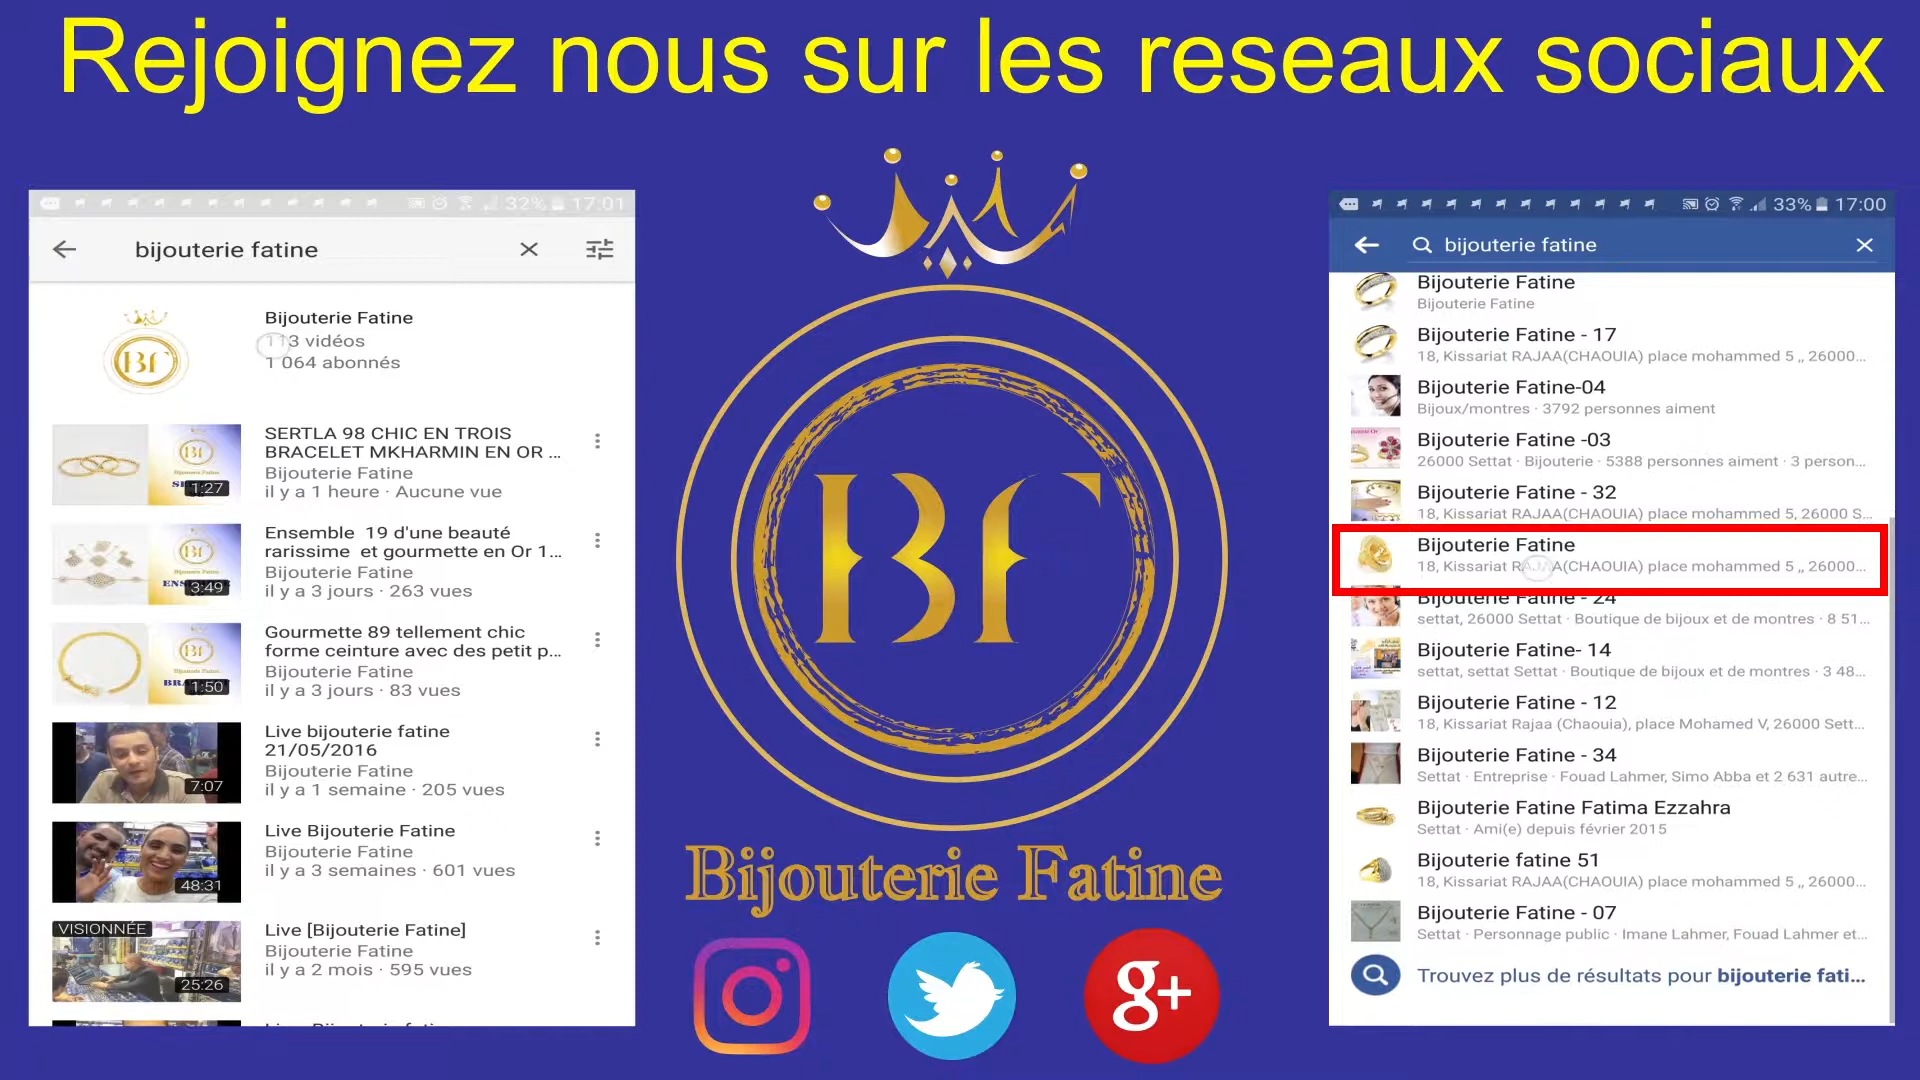 Rejoignez nous sur les reseaux sociaux
32% 17:01
bijouterie fatine
Bijouterie Fatine
113 vidéos
1 064 abonnés
SERTLA 98 CHIC EN TROIS
BRACELET MKHARMIN EN OR ...
Bijouterie Fatine
il y a 1 heure · Aucune vue
1:27
Ensemble 19 d'une beauté
rarissime et gourmette en Or 1...
Bijouterie Fatine
il y a 3 jours · 263 vues
3:49
Gourmette 89 tellement chic
forme ceinture avec des petit p...
Bijouterie Fatine
il y a 3 jours · 83 vues
1:50
Live bijouterie fatine
21/05/2016
Bijouterie Fatine
il y a 1 semaine · 205 vues
7:07
Live Bijouterie Fatine
Bijouterie Fatine
il y a 3 semaines · 601 vues
48:31
VISIONNÉE
Live [Bijouterie Fatine]
Bijouterie Fatine
il y a 2 mois · 595 vues
25:26
BF
Bijouterie Fatine
g+
33% 17:00
bijouterie fatine
Bijouterie Fatine
Bijouterie Fatine
Bijouterie Fatine - 17
18, Kissariat RAJAA(CHAOUIA) place mohammed 5 ,, 26000...
Bijouterie Fatine-04
Bijoux/montres · 3792 personnes aiment
Bijouterie Fatine -03
26000 Settat · Bijouterie · 5388 personnes aiment · 3 person...
Bijouterie Fatine - 32
18, Kissariat RAJAA(CHAOUIA) place mohammed 5, 26000 S...
Bijouterie Fatine
18, Kissariat RAJAA(CHAOUIA) place mohammed 5 ,, 26000...
Bijouterie Fatine - 24
settat, 26000 Settat · Boutique de bijoux et de montres · 8 51...
Bijouterie Fatine- 14
settat, settat Settat · Boutique de bijoux et de montres · 3 48...
Bijouterie Fatine - 12
18, Kissariat Rajaa (Chaouia), place Mohamed V, 26000 Sett...
Bijouterie Fatine - 34
Settat · Entreprise · Fouad Lahmer, Simo Abba et 2 631 autre...
Bijouterie Fatine Fatima Ezzahra
Settat · Ami(e) depuis février 2015
Bijouterie fatine 51
18, Kissariat RAJAA(CHAOUIA) place mohammed 5 ,, 26000...
Bijouterie Fatine - 07
Settat · Personnage public · Imane Lahmer, Fouad Lahmer et...
Trouvez plus de résultats pour bijouterie fati...